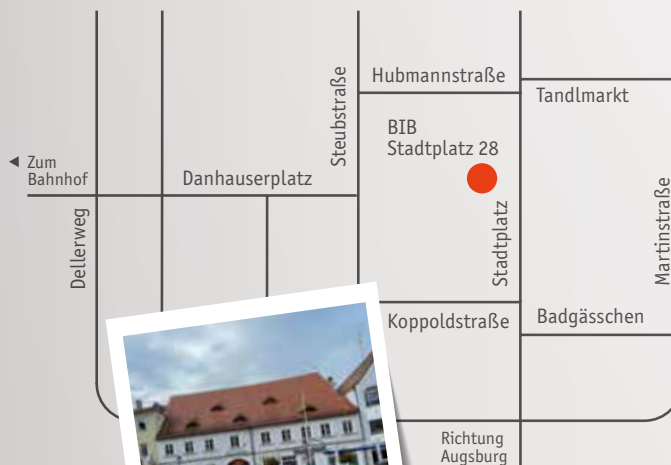 Steubstraße
Hubmannstraße
Tandlmarkt
BIB
Stadtplatz 28
◄ Zum
Bahnhof
Danhauserplatz
Dellerweg
Stadtplatz
Martinstraße
Koppoldstraße
Badgässchen
Richtung
Augsburg